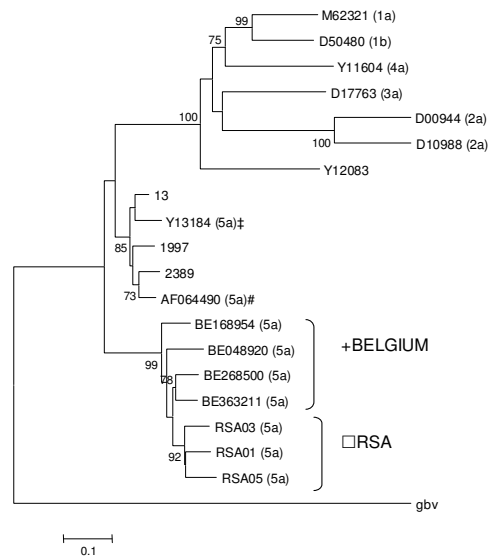 99
M62321 (1a)
75
D50480 (1b)
Y11604 (4a)
D17763 (3a)
100
D00944 (2a)
100
D10988 (2a)
Y12083
13
Y13184 (5a)‡
85
1997
2389
73
AF064490 (5a)#
BE168954 (5a)
99
BE048920 (5a)
+BELGIUM
78
BE268500 (5a)
BE363211 (5a)
RSA03 (5a)
□RSA
92
RSA01 (5a)
RSA05 (5a)
gbv
0.1